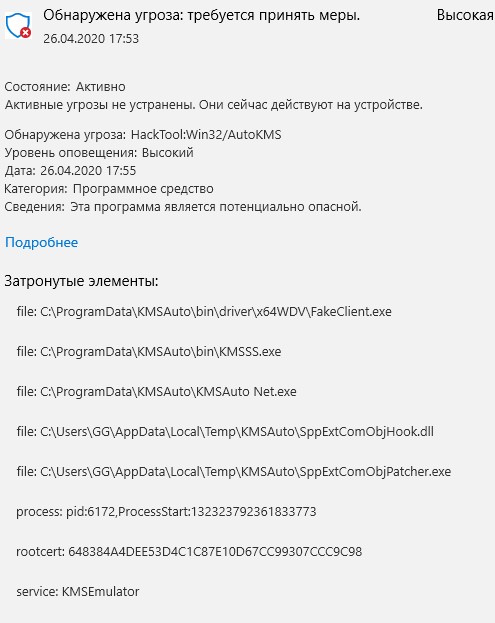 Обнаружена угроза: требуется принять меры. Высокая
26.04.2020 17:53
Состояние: Активно
Активные угрозы не устранены. Они сейчас действуют на устройстве.
Обнаружена угроза: HackTool:Win32/AutoKMS
Уровень оповещения: Высокий
Дата: 26.04.2020 17:55
Категория: Программное средство
Сведения: Эта программа является потенциально опасной.
Подробнее
Затронутые элементы:
file: C:\ProgramData\KMSAuto\bin\driver\x64WDV\FakeClient.exe
file: C:\ProgramData\KMSAuto\bin\KMSSS.exe
file: C:\ProgramData\KMSAuto\KMSAuto Net.exe
file: C:\Users\GG\AppData\Local\Temp\KMSAuto\SppExtComObjHook.dll
file: C:\Users\GG\AppData\Local\Temp\KMSAuto\SppExtComObjPatcher.exe
process: pid:6172,ProcessStart:132323792361833773
rootcert: 648384A4DEE53D4C1C87E10D67CC99307CCC9C98
service: KMSEmulator